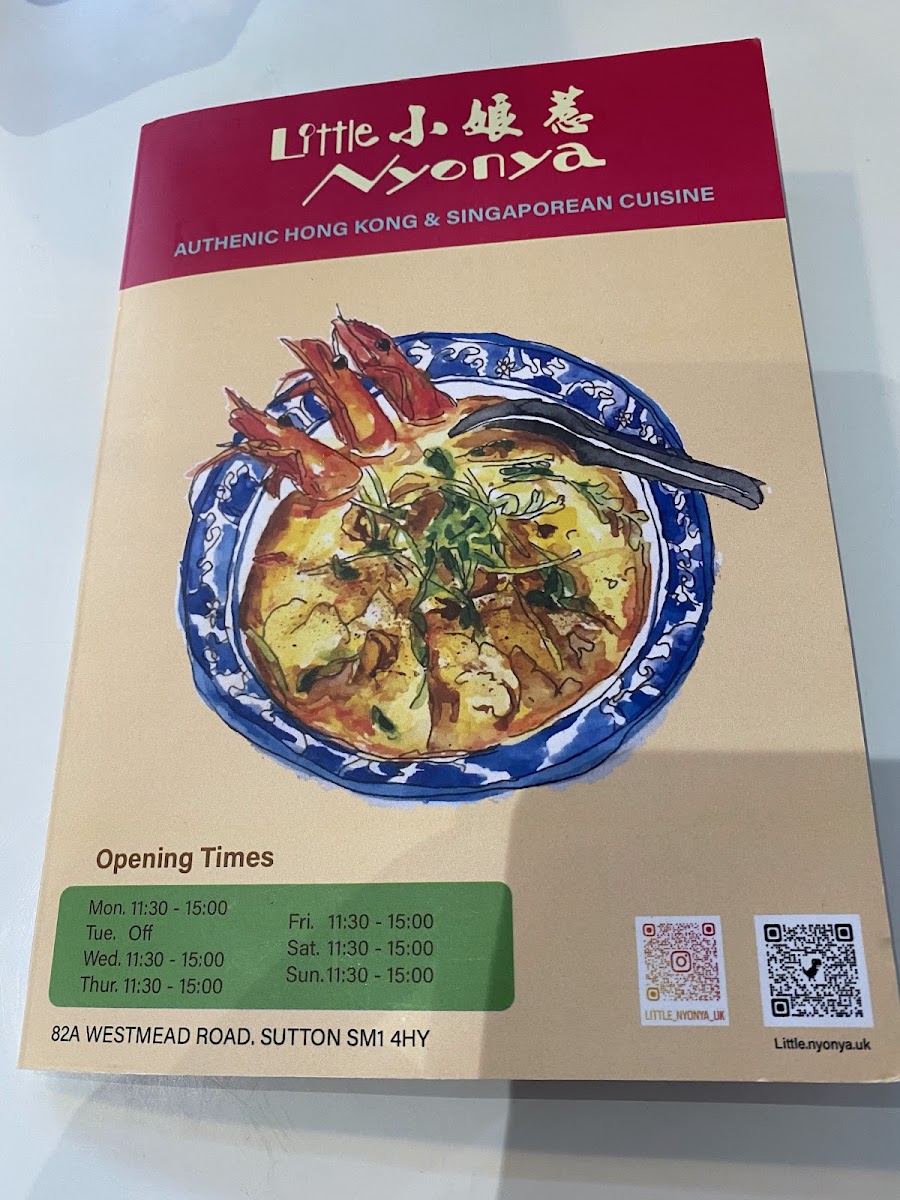 Little 小娘惹
Nyonya
AUTHENIC HONG KONG & SINGAPOREAN CUISINE
Opening Times
Mon. 11:30 - 15:00
Tue. Off
Wed. 11:30 - 15:00
Thur. 11:30 - 15:00
Fri. 11:30 - 15:00
Sat. 11:30 - 15:00
Sun. 11:30 - 15:00
82A WESTMEAD ROAD, SUTTON SM1 4HY
LITTLE_NYONYA_UK
Little.nyonya.uk